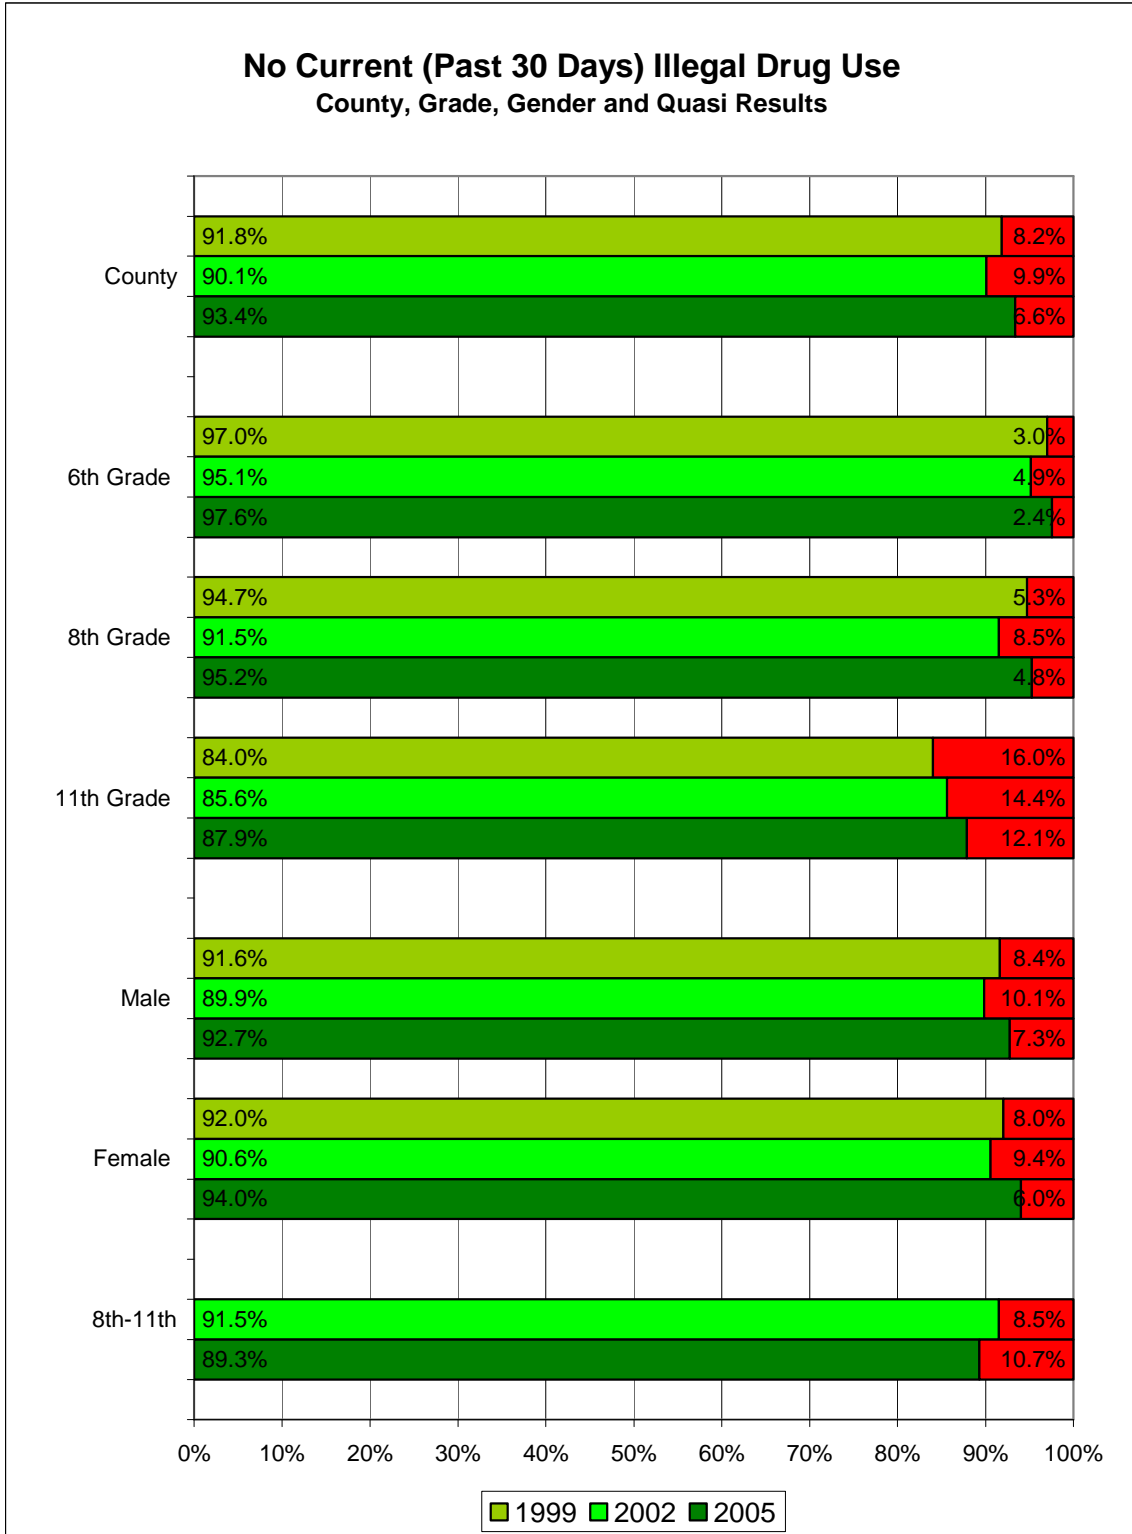 No Current (Past 30 Days) Illegal Drug Use
County, Grade, Gender and Quasi Results
County
91.8% 8.2%
90.1% 9.9%
93.4% 6.6%
6th Grade
97.0% 3.0%
95.1% 4.9%
97.6% 2.4%
8th Grade
94.7% 5.3%
91.5% 8.5%
95.2% 4.8%
11th Grade
84.0% 16.0%
85.6% 14.4%
87.9% 12.1%
Male
91.6% 8.4%
89.9% 10.1%
92.7% 7.3%
Female
92.0% 8.0%
90.6% 9.4%
94.0% 6.0%
8th-11th
91.5% 8.5%
89.3% 10.7%
0% 10% 20% 30% 40% 50% 60% 70% 80% 90% 100%
1999 2002 2005